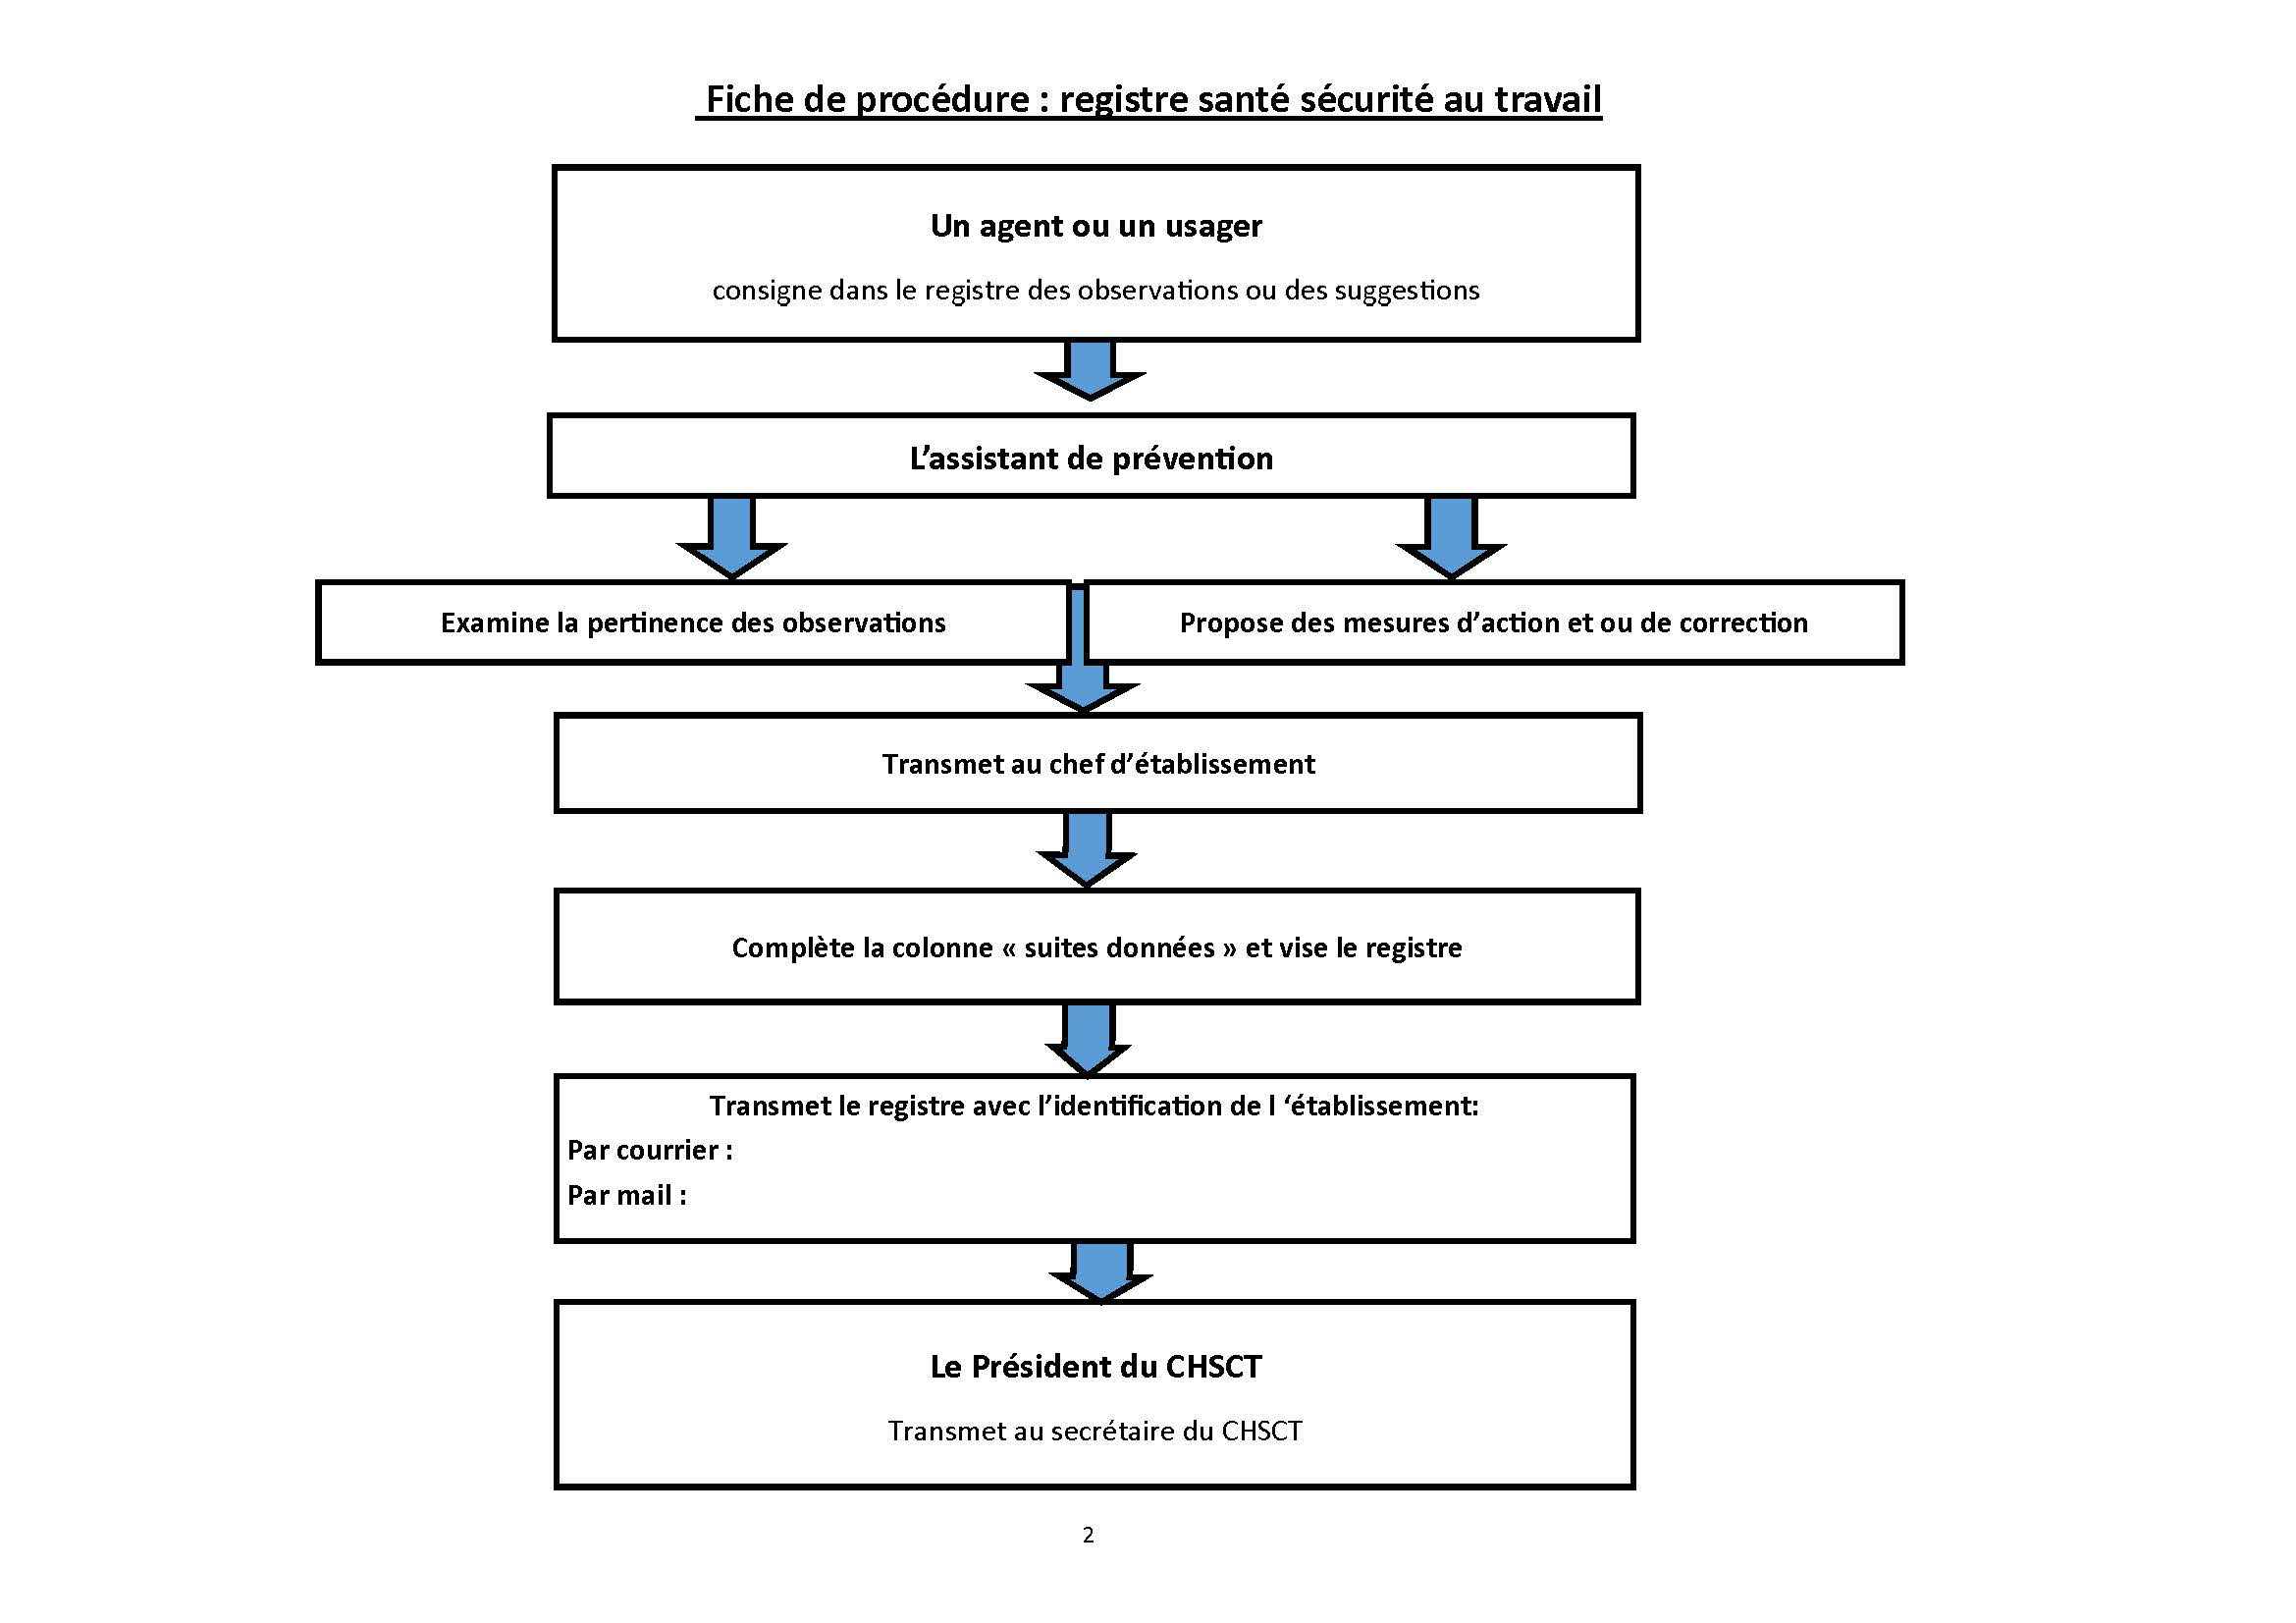 Fiche de procédure : registre santé sécurité au travail
Un agent ou un usager
consigne dans le registre des observations ou des suggestions
L’assistant de prévention
Examine la pertinence des observations
Propose des mesures d’action et ou de correction
Transmet au chef d’établissement
Complète la colonne « suites données » et vise le registre
Transmet le registre avec l’identification de l ‘établissement:
Par courrier :
Par mail :
Le Président du CHSCT
Transmet au secrétaire du CHSCT
2